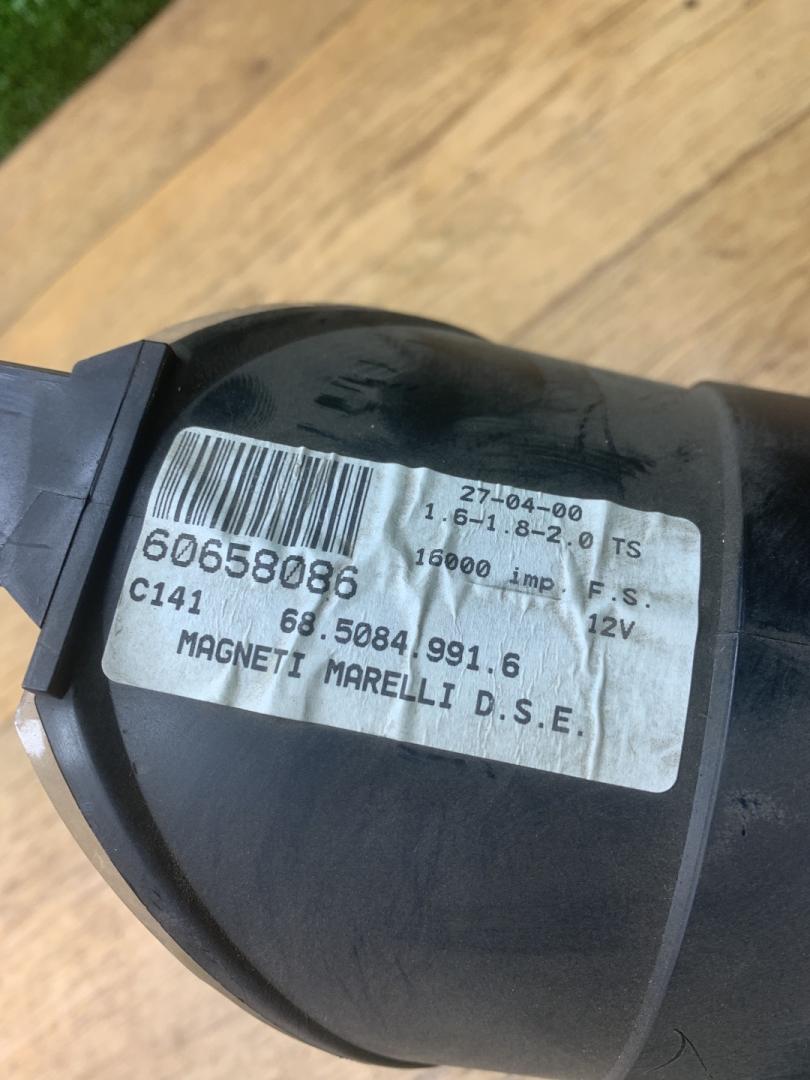 27-04-00
1.6-1.8-2.0 TS
60658086
16000 imp. F.S.
C141
68.5084.991.6
12V
MAGNETI MARELLI D.S.E.